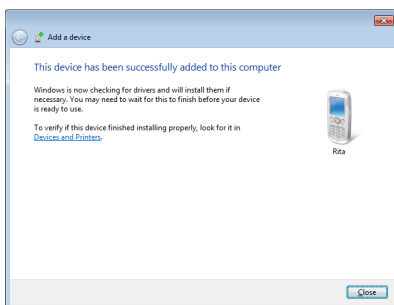 Add a device
This device has been successfully added to this computer
Windows is now checking for drivers and will install them if
necessary. You may need to wait for this to finish before your device
is ready to use.
To verify if this device finished installing properly, look for it in
Devices and Printers.
Rita
Close